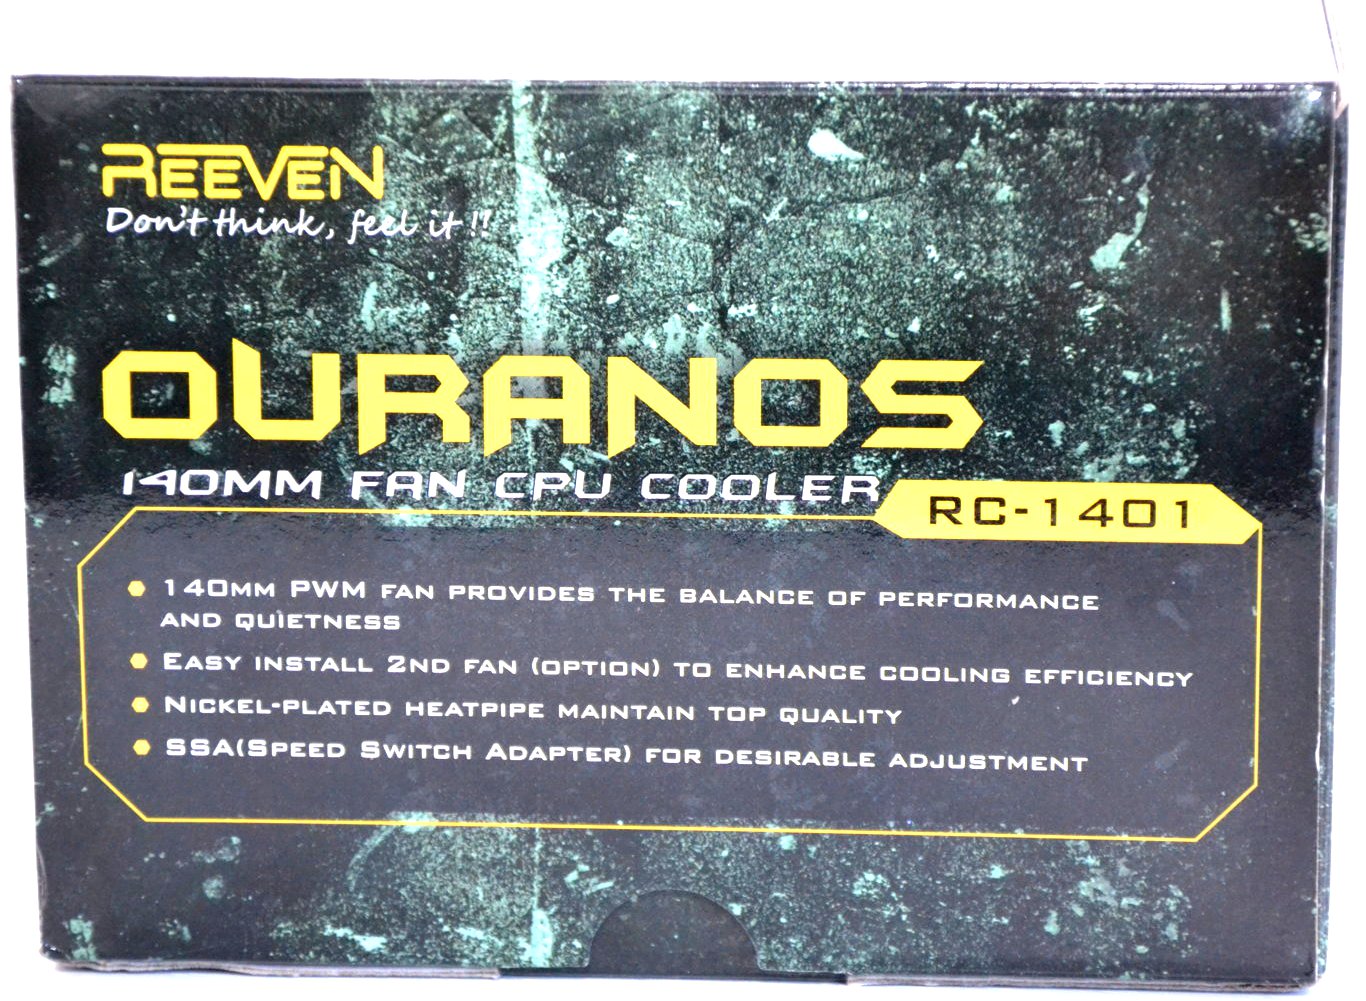 REEVEN
Don't think, feel it !!
OURANOS
140MM FAN CPU COOLER
RC-1401
140mm PWM fan provides the balance of performance
and quietness
Easy install 2nd fan (option) to enhance cooling efficiency
Nickel-plated heatpipe maintain top quality
SSA(Speed Switch Adapter) for desirable adjustment